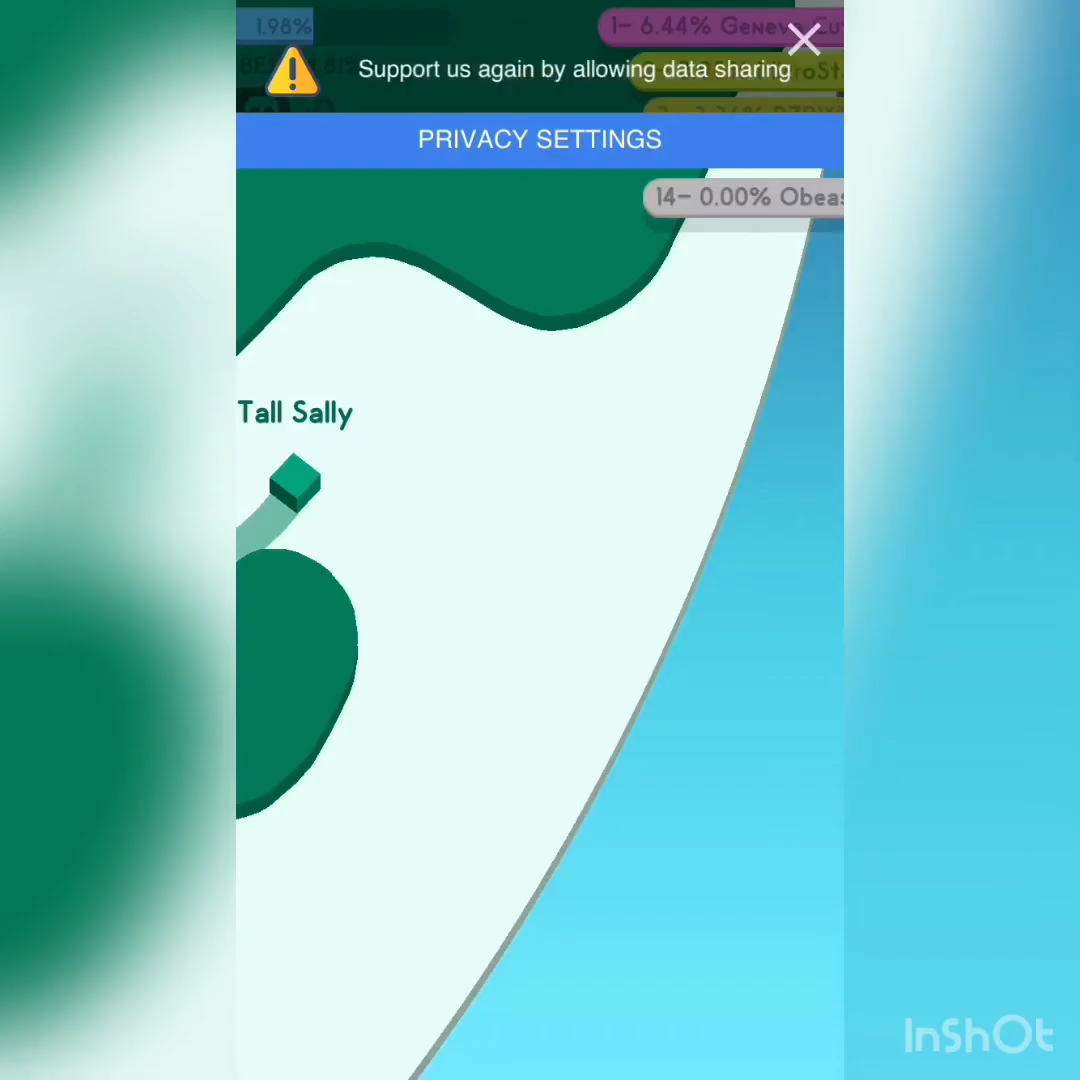 1.98%
1- 6.44% Geneva Cu
Support us again by allowing data sharing
PRIVACY SETTINGS
14- 0.00% Obeas
Tall Sally
InShOt